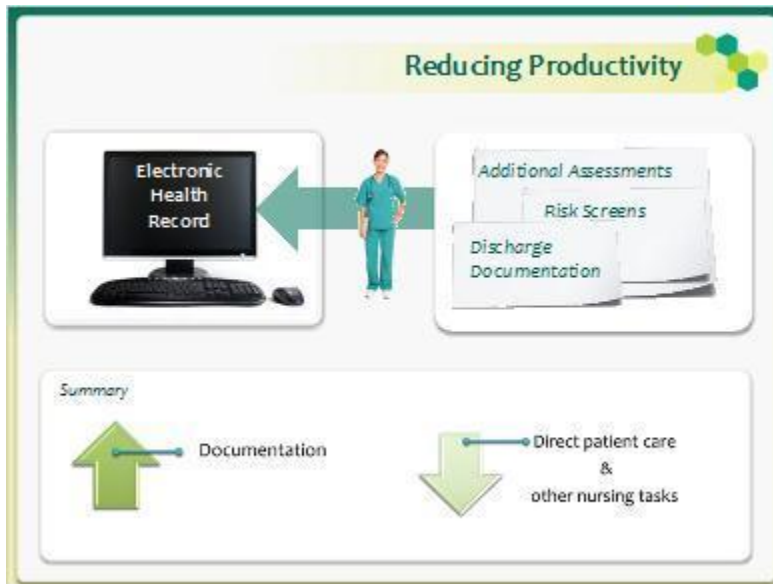 Reducing Productivity
Electronic
Health
Record
Additional Assessments
Risk Screens
Discharge
Documentation
Summary
Documentation
Direct patient care
&
other nursing tasks